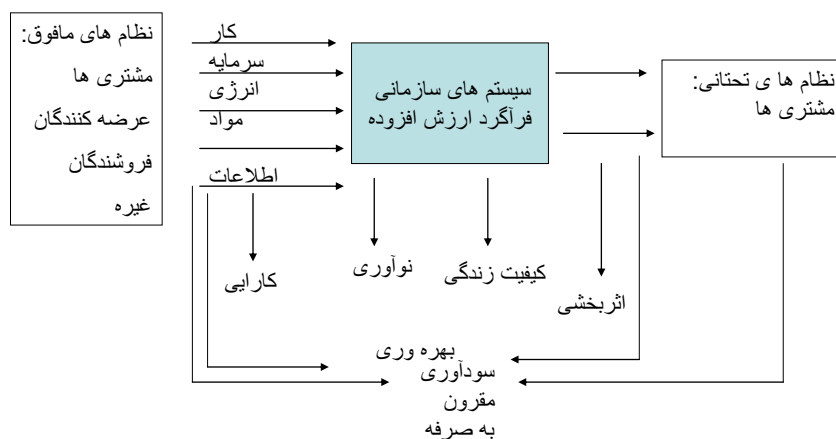 نظام های مافوق:
مشتری ها
عرضه کنندگان
فروشندگان
غیره
کار
سرمایه
انرژی
مواد
اطلاعات
سیستم های سازمانی
فرآگرد ارزش افزوده
نظام ها ی تحتانی:
مشتری ها
کارایی
نوآوری
کیفیت زندگی
اثربخشی
بهره وری
سودآوری
مقرون
به صرفه